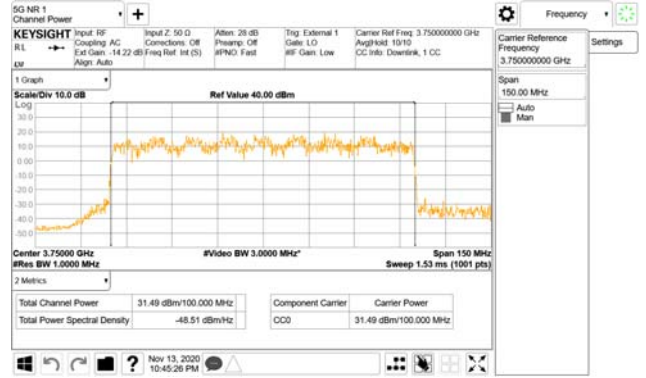 5G NR 1
Channel Power
Frequency
KEYSIGHT
RL
Input: RF
Coupling: AC
Ext Gain: -14.22 dB
Align: Auto
Input Z: 50 Ω
Corrections: Off
Freq Ref: Int (S)
Atten: 28 dB
Preamp: Off
#PNO: Fast
Trig: External 1
Gate: LO
#IF Gain: Low
Carrier Ref Freq: 3.750000000 GHz
Avg|Hold: 10/10
CC Info: Downlink, 1 CC
Carrier Reference
Frequency
3.750000000 GHz
Settings
Span
150.00 MHz
Auto
Man
1 Graph
Scale/Div 10.0 dB
Ref Value 40.00 dBm
Log
30.0
20.0
10.0
0.00
-10.0
-20.0
-30.0
-40.0
-50.0
Center 3.75000 GHz
#Video BW 3.0000 MHz*
Span 150 MHz
#Res BW 1.0000 MHz
Sweep 1.53 ms (1001 pts)
2 Metrics
Total Channel Power 31.49 dBm/100.000 MHz
Total Power Spectral Density -48.51 dBm/Hz
Component Carrier Carrier Power
CC0 31.49 dBm/100.000 MHz
?
Nov 13, 2020
10:45:26 PM